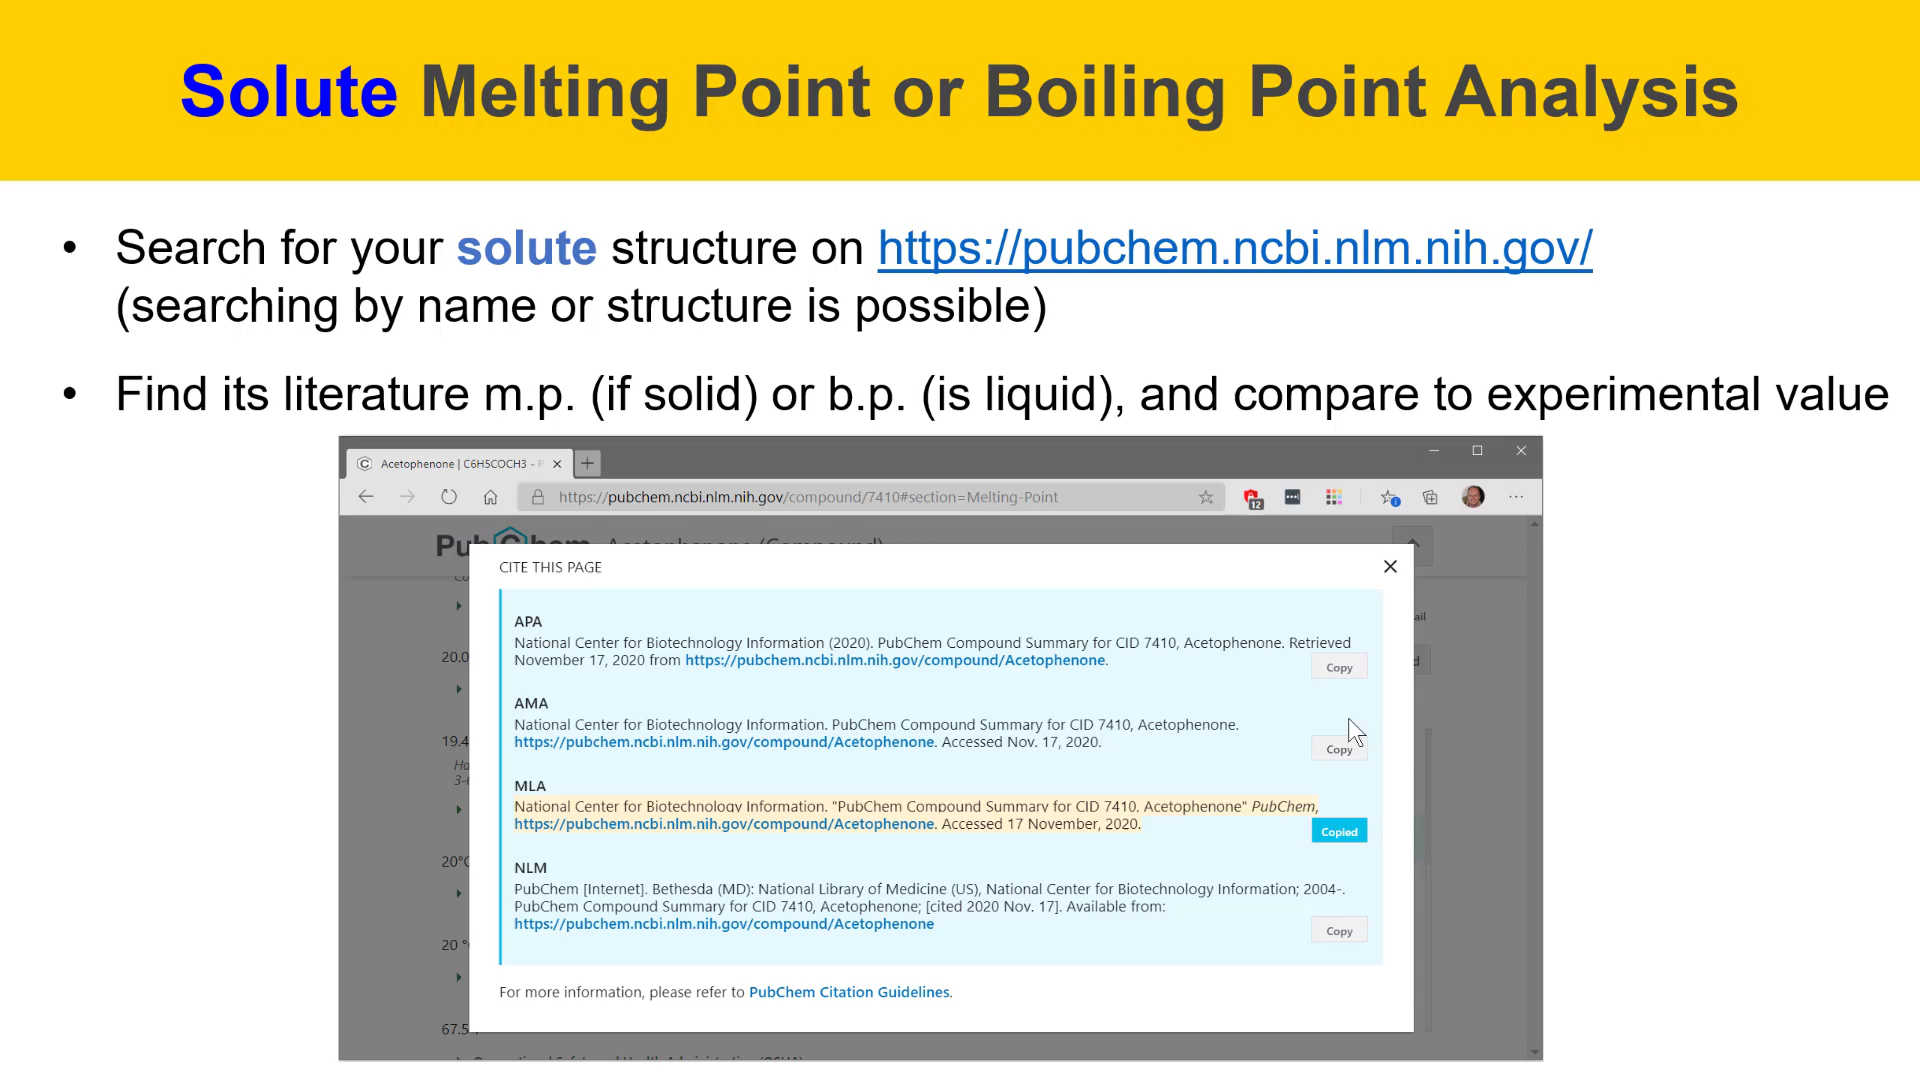 Solute Melting Point or Boiling Point Analysis
• Search for your solute structure on https://pubchem.ncbi.nlm.nih.gov/
(searching by name or structure is possible)
• Find its literature m.p. (if solid) or b.p. (is liquid), and compare to experimental value
Acetophenone | C6H5COCH3 - P
https://pubchem.ncbi.nlm.nih.gov/compound/7410#section=Melting-Point
12
PubChem Acetophenone (Compound)
CITE THIS PAGE
APA
National Center for Biotechnology Information (2020). PubChem Compound Summary for CID 7410, Acetophenone. Retrieved
November 17, 2020 from https://pubchem.ncbi.nlm.nih.gov/compound/Acetophenone.
Copy
AMA
National Center for Biotechnology Information. PubChem Compound Summary for CID 7410, Acetophenone.
https://pubchem.ncbi.nlm.nih.gov/compound/Acetophenone. Accessed Nov. 17, 2020.
Copy
MLA
National Center for Biotechnology Information. "PubChem Compound Summary for CID 7410, Acetophenone" PubChem,
https://pubchem.ncbi.nlm.nih.gov/compound/Acetophenone. Accessed 17 November, 2020.
Copied
NLM
PubChem [Internet]. Bethesda (MD): National Library of Medicine (US), National Center for Biotechnology Information; 2004-.
PubChem Compound Summary for CID 7410, Acetophenone; [cited 2020 Nov. 17]. Available from:
https://pubchem.ncbi.nlm.nih.gov/compound/Acetophenone
Copy
For more information, please refer to PubChem Citation Guidelines.
20.0
19.4
20°C
20 °
67.5